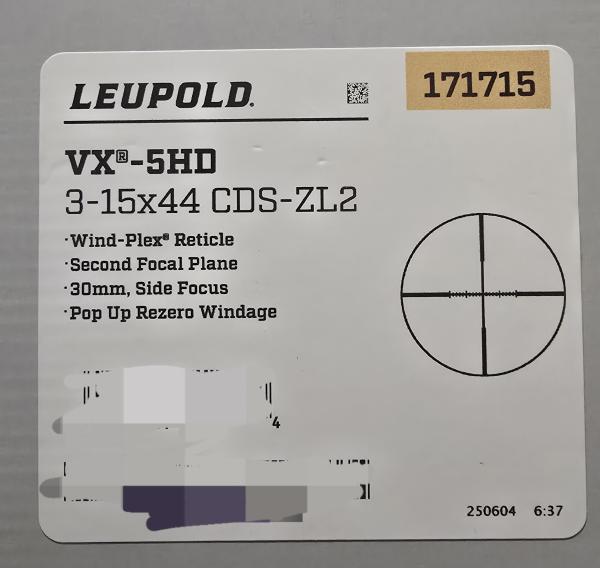 LEUPOLD.
171715
VX®-5HD
3-15x44 CDS-ZL2
·Wind-Plex® Reticle
·Second Focal Plane
·30mm, Side Focus
·Pop Up Rezero Windage
4
250604 6:37